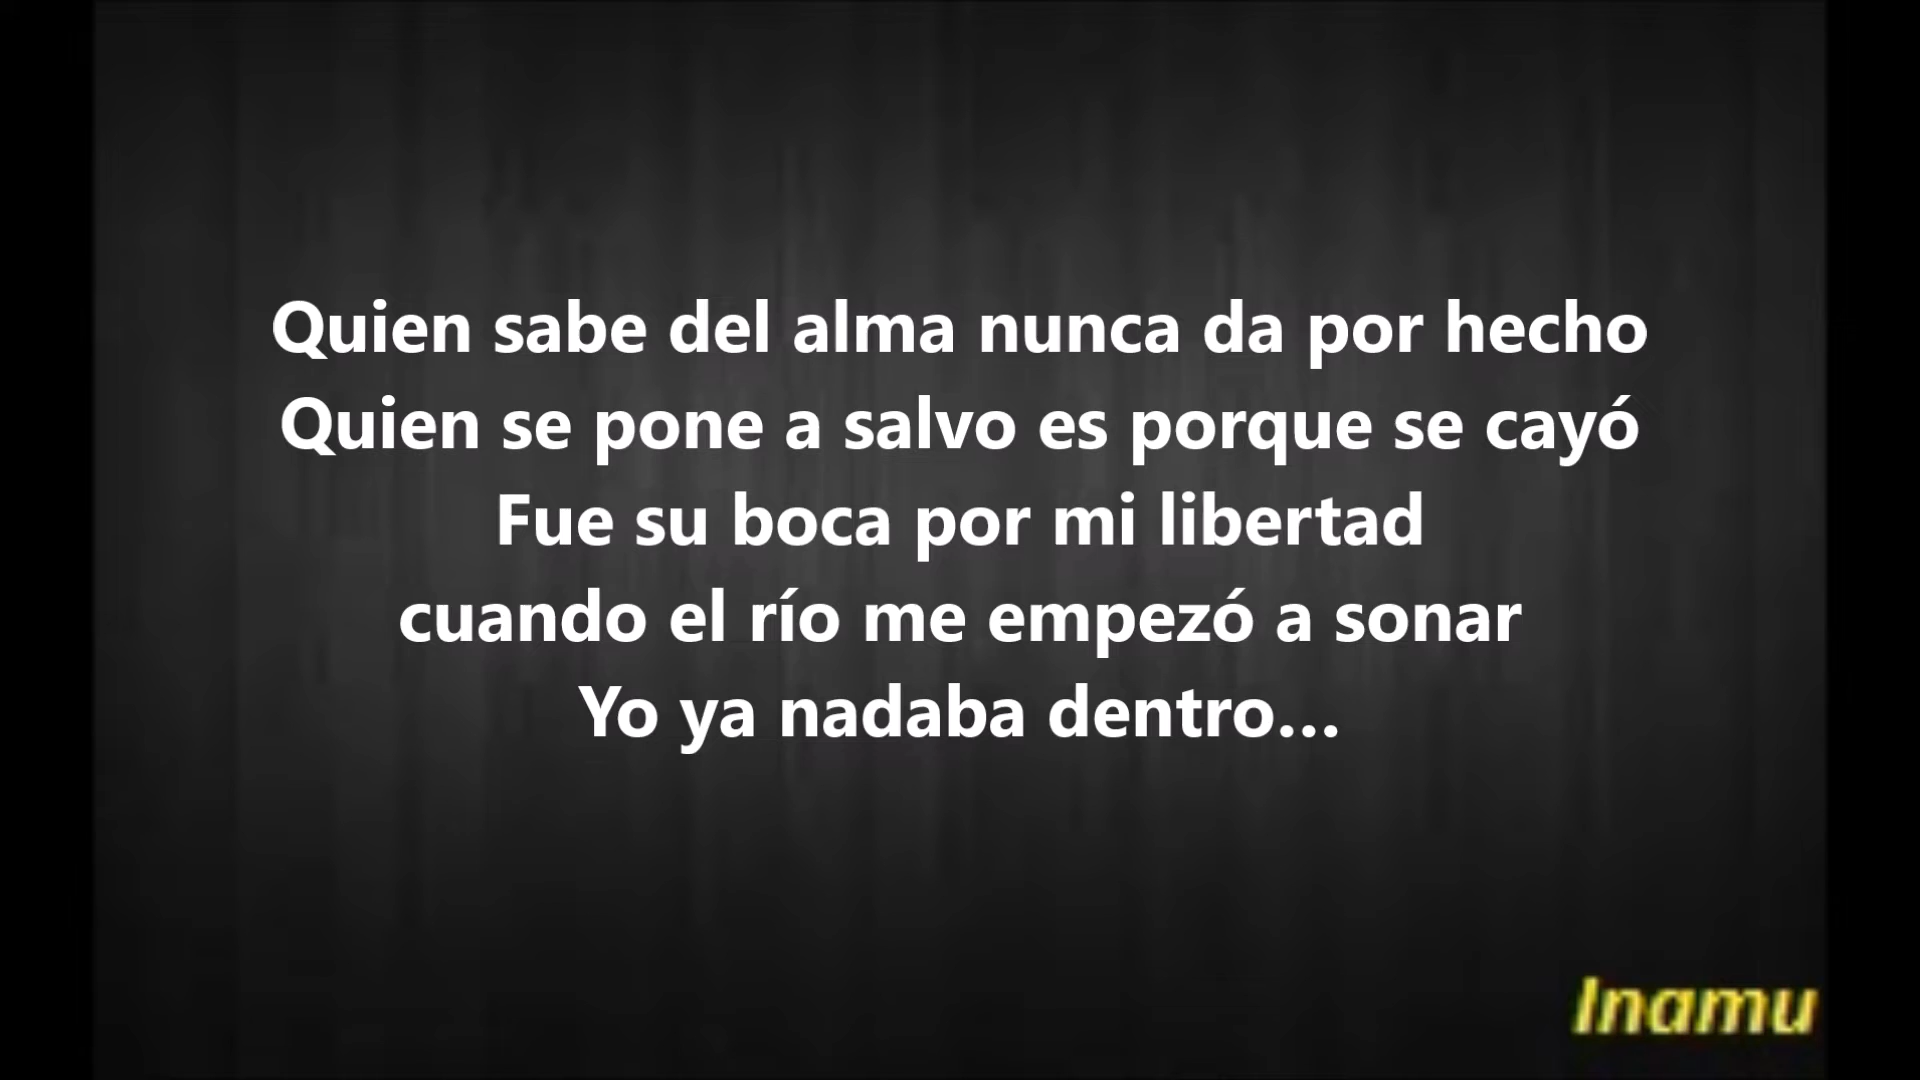 Quien sabe del alma nunca da por hecho
Quien se pone a salvo es porque se cayó
Fue su boca por mi libertad
cuando el río me empezó a sonar
Yo ya nadaba dentro...
Inamu